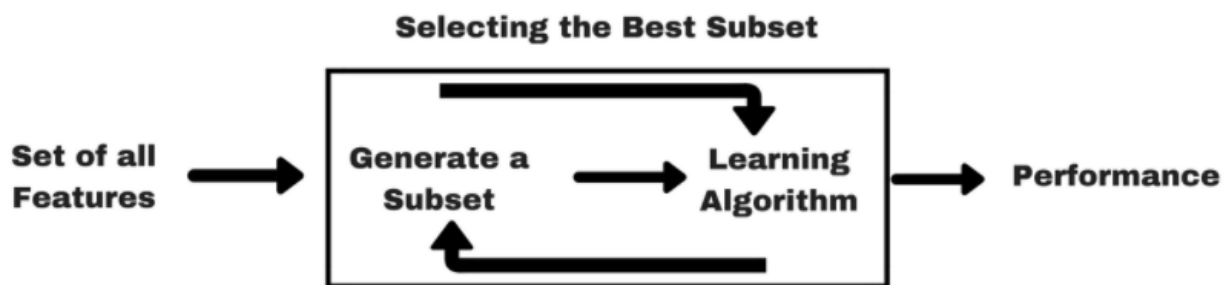 Selecting the Best Subset
Set of all
Features
Generate a
Subset
Learning
Algorithm
Performance